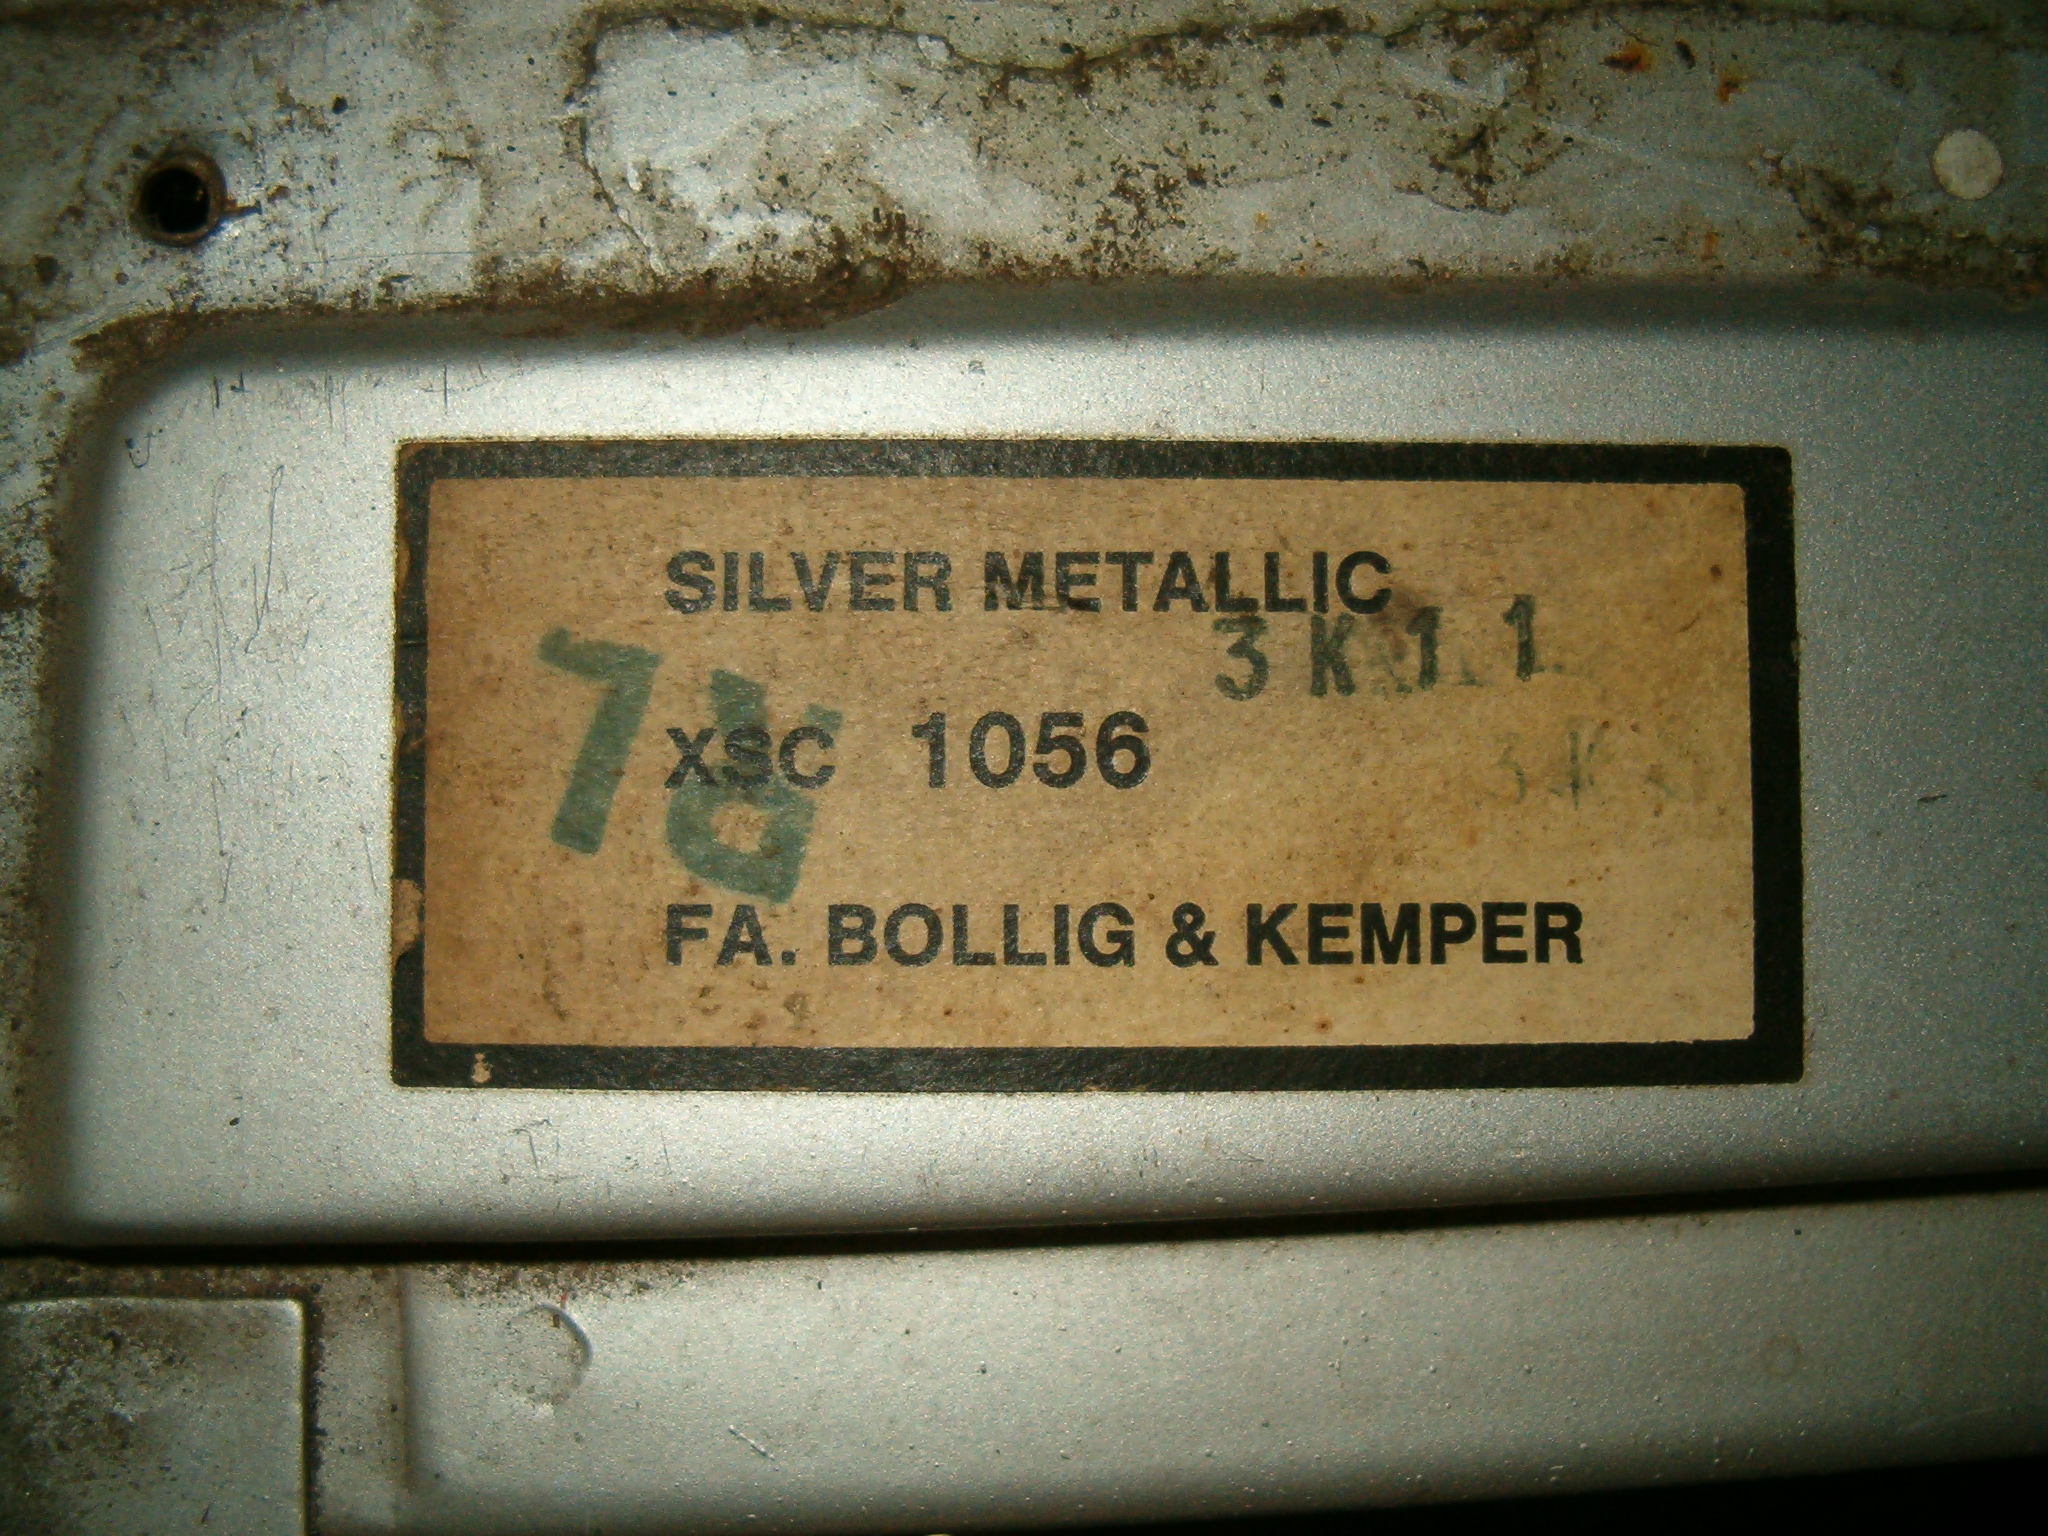 SILVER METALLIC
3 K 1 1
XSC 1056
FA. BOLLIG & KEMPER